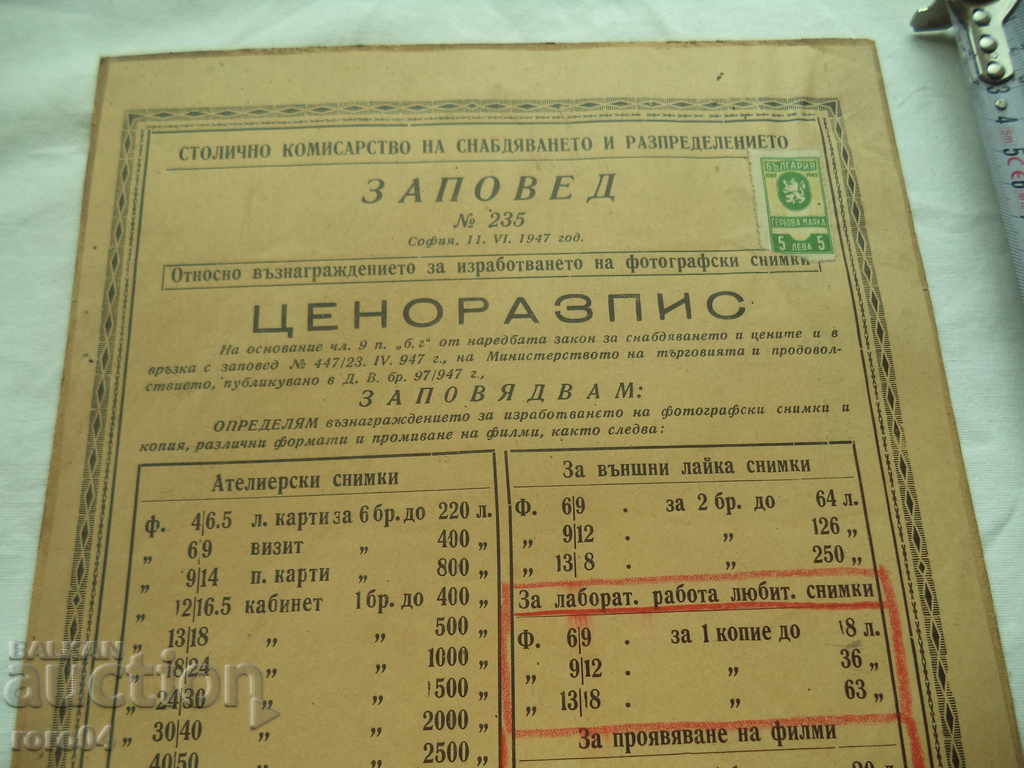 СТОЛИЧНО КОМИСАРСТВО НА СНАБДЯВАНЕТО И РАЗПРЕДЕЛЕНИЕТО
ЗАПОВЕД
№ 235
София, 11. VI. 1947 год.
БЪЛГАРИЯ
ГЕРБОВА МАРКА
5 ЛЕВА 5
Относно възнаграждението за изработването на фотографски снимки
ЦЕНОРАЗПИС
На основание чл. 9 п. „б, г" от наредбата закон за снабдяването и цените и в
връзка с заповед № 447/23. IV. 947 г., на Министерството на търговията и продовол-
ствието, публикувано в Д. В. бр. 97/947 г.,
ЗАПОВЯДВАМ:
ОПРЕДЕЛЯМ възнаграждението за изработването на фотографски снимки и
копия, различни формати и промиване на филми, както следва:
Ателиерски снимки
ф. 4|6.5 л. карти за 6 бр. до 220 л.
„ 6|9 визит „ 400 „
„ 9|14 п. карти „ 800 „
„ 12|16.5 кабинет 1 бр. до 400 „
„ 13|18 „ „ 500 „
„ 18|24 „ „ 1000 „
„ 24|30 „ „ 1500 „
„ 30|40 „ „ 2000 „
40|50 „ „ 2500 „
За външни лайка снимки
Ф. 6|9 . за 2 бр. до 64 л.
„ 9|12 . „ 126 „
„ 13|8 . „ 250 „
За лаборат. работа любит. снимки
Ф. 6|9 . за 1 копие до 18 л.
„ 9|12 . „ 36 „
„ 13|18 . „ 63 „
За проявяване на филми
20 л.
BALKAN
auction
roro04